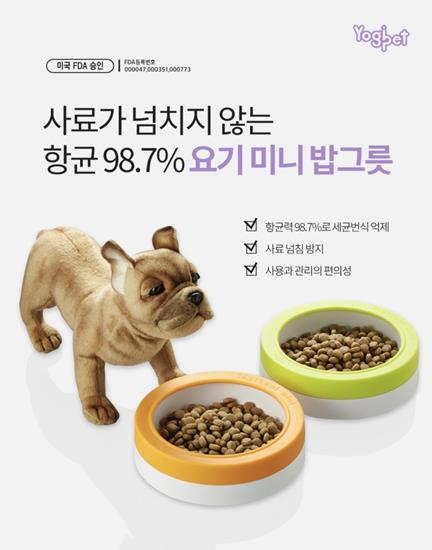 Yogipet
미국 FDA 승인
FDA등록번호
000047,000351,000773
사료가 넘치지 않는
항균 98.7% 요기 미니 밥그릇
항균력 98.7%로 세균번식 억제
사료 넘침 방지
사용과 관리의 편의성